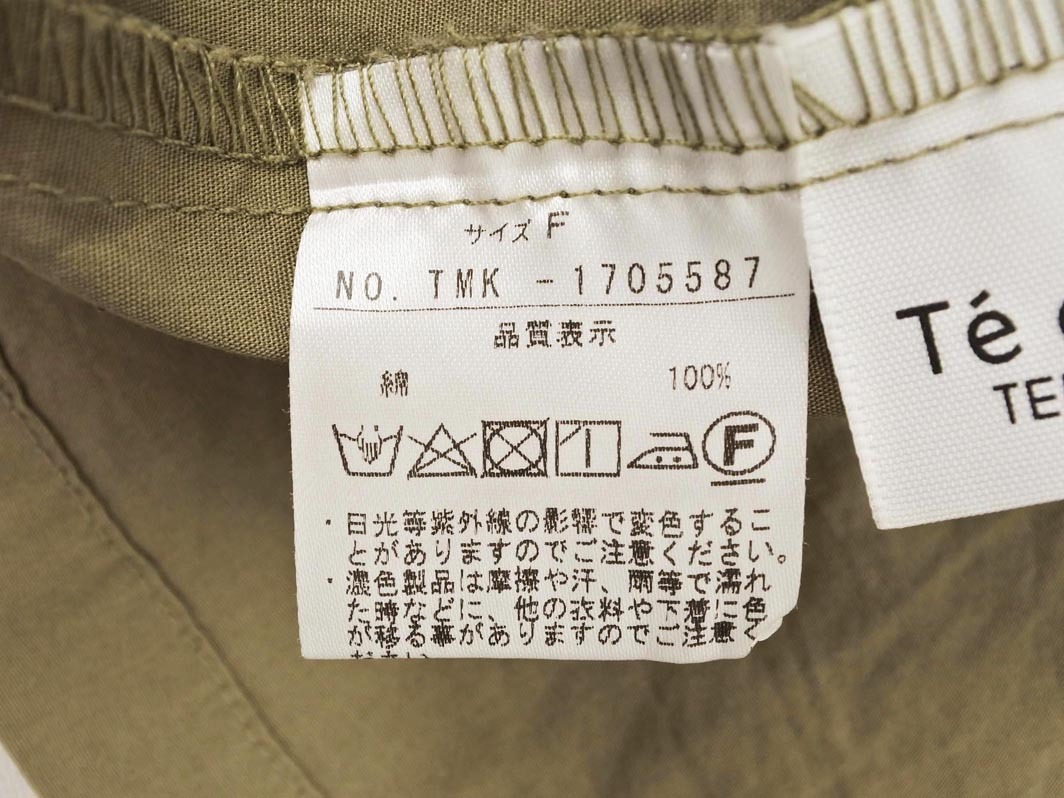 サイズ F
NO. TMK -1705587
品質表示
綿 100%
F
・日光等紫外線の影響で変色するこ
とがありますのでご注意ください。
・濃色製品は摩擦や汗、雨等で濡れ
た時などに、他の衣料や下着に色
が移る事がありますのでご注意く
Té